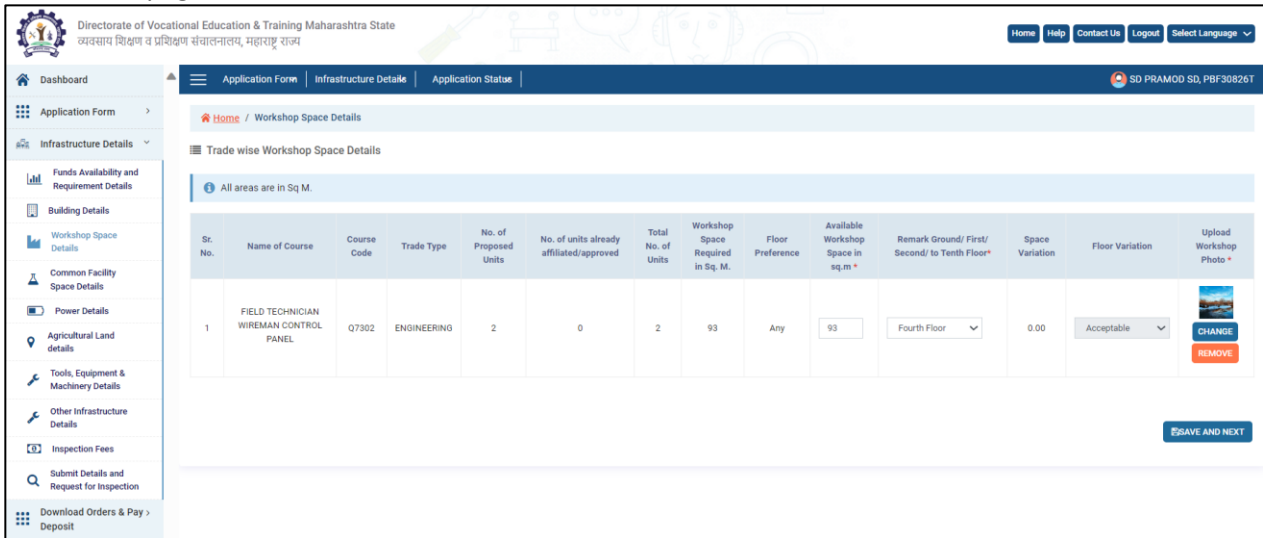 Directorate of Vocational Education & Training Maharashtra State
व्यवसाय शिक्षण व प्रशिक्षण संचालनालय, महाराष्ट्र राज्य
Home Help Contact Us Logout Select Language
Dashboard
Application Form
Infrastructure Details
Funds Availability and
Requirement Details
Building Details
Workshop Space
Details
Common Facility
Space Details
Power Details
Agricultural Land
details
Tools, Equipment &
Machinery Details
Other Infrastructure
Details
Inspection Fees
Submit Details and
Request for Inspection
Download Orders & Pay >
Deposit
Application Form | Infrastructure Details | Application Status |
SD PRAMOD SD, PBF30826T
Home / Workshop Space Details
Trade wise Workshop Space Details
All areas are in Sq M.
Sr.
No.
Name of Course
Course
Code
Trade Type
No. of
Proposed
Units
No. of units already
affiliated/approved
Total
No. of
Units
Workshop
Space
Required
in Sq. M.
Floor
Preference
Available
Workshop
Space in
sq.m *
Remark Ground/ First/
Second/ to Tenth Floor*
Space
Variation
Floor Variation
Upload
Workshop
Photo *
1
FIELD TECHNICIAN
WIREMAN CONTROL
PANEL
Q7302
ENGINEERING
2
0
2
93
Any
93
Fourth Floor
0.00
Acceptable
CHANGE
REMOVE
SAVE AND NEXT